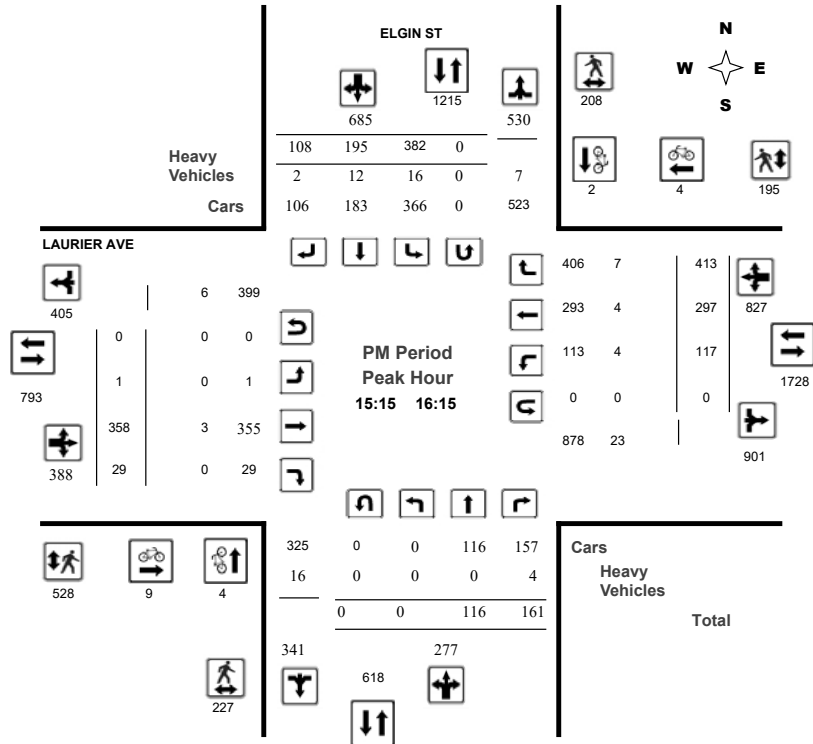 ELGIN ST
N
W E
S
1215
208
685
530
108 195 382 0
Heavy
Vehicles
2 12 16 0 7
2 4 195
Cars
106 183 366 0 523
LAURIER AVE
406 7 413
6 399
405
293 4 297
827
0 0 0
PM Period
113 4 117
Peak Hour
1 0 1
793
1728
15:15 16:15
0 0 0
358 3 355
878 23
901
388
29 0 29
325 0 0 116 157
Cars
16 0 0 0 4
Heavy
Vehicles
528 9 4
0 0 116 161
Total
341 277
618
227